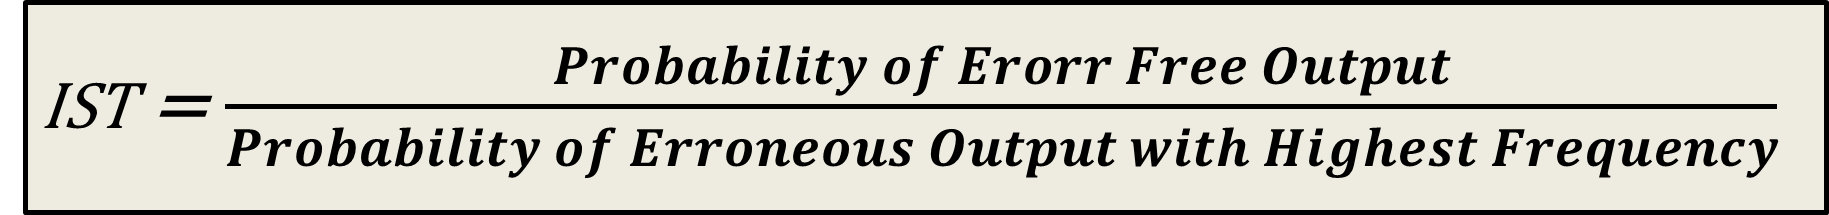 IST = Probability of Erorr Free Output / Probability of Erroneous Output with Highest Frequency